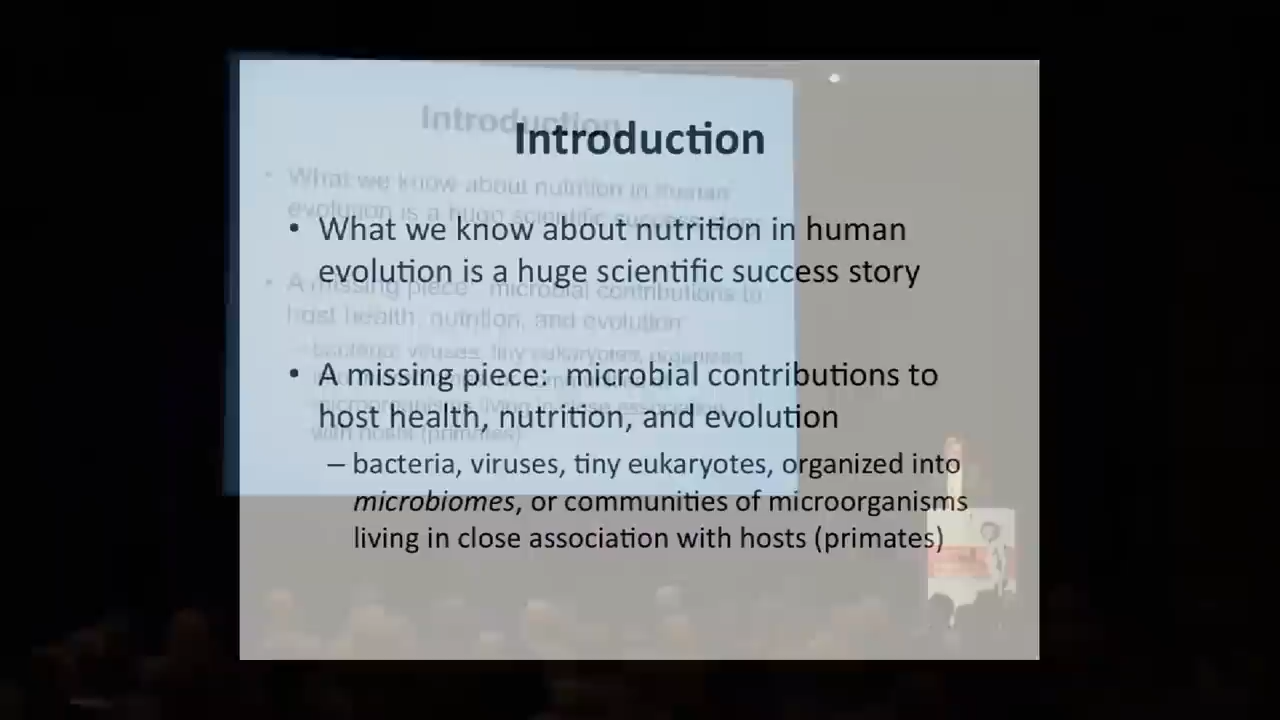 Introduction
• What we know about nutrition in human
evolution is a huge scientific success story
• A missing piece: microbial contributions to
host health, nutrition, and evolution
– bacteria, viruses, tiny eukaryotes, organized into
microbiomes, or communities of microorganisms
living in close association with hosts (primates)